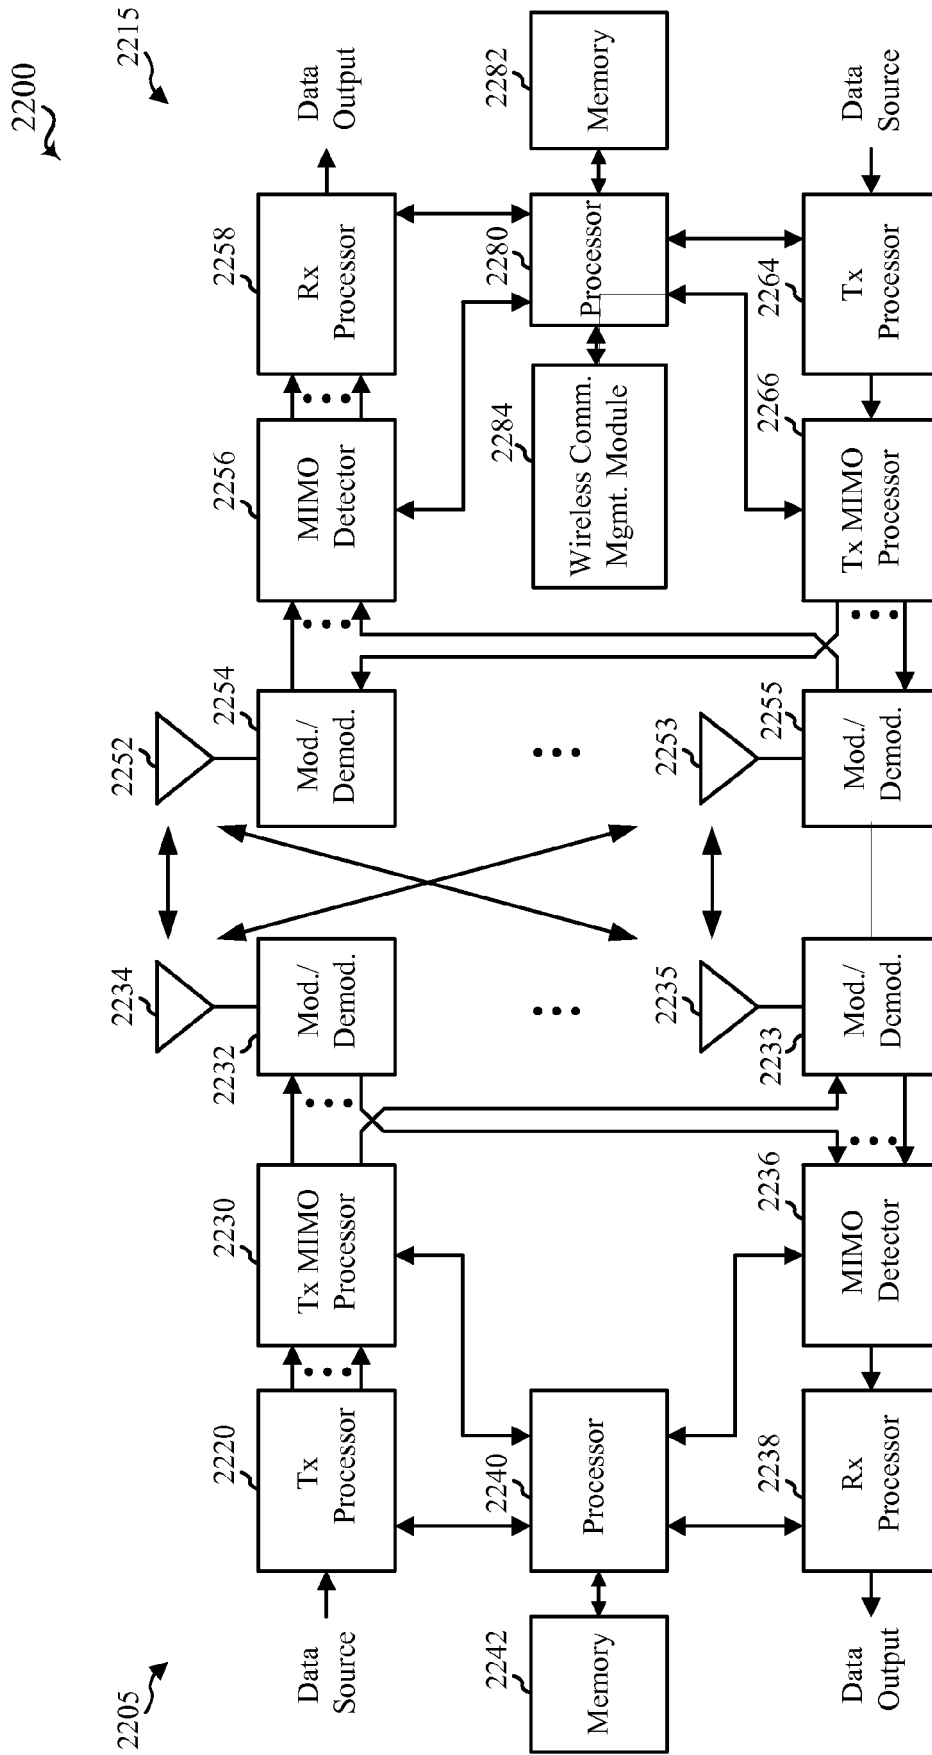 2200
2205
2215
Data
Source
2220
Tx
Processor
2230
Tx MIMO
Processor
2232
Mod./
Demod.
2234
2252
2254
Mod./
Demod.
2256
MIMO
Detector
2258
Rx
Processor
Data
Output
2242
Memory
2240
Processor
2284
Wireless Comm.
Mgmt. Module
2280
Processor
2282
Memory
Data
Output
2238
Rx
Processor
2236
MIMO
Detector
2233
Mod./
Dcmod.
2235
2253
2255
Mod./
Dcmod.
2266
Tx MIMO
Processor
2264
Tx
Processor
Data
Source